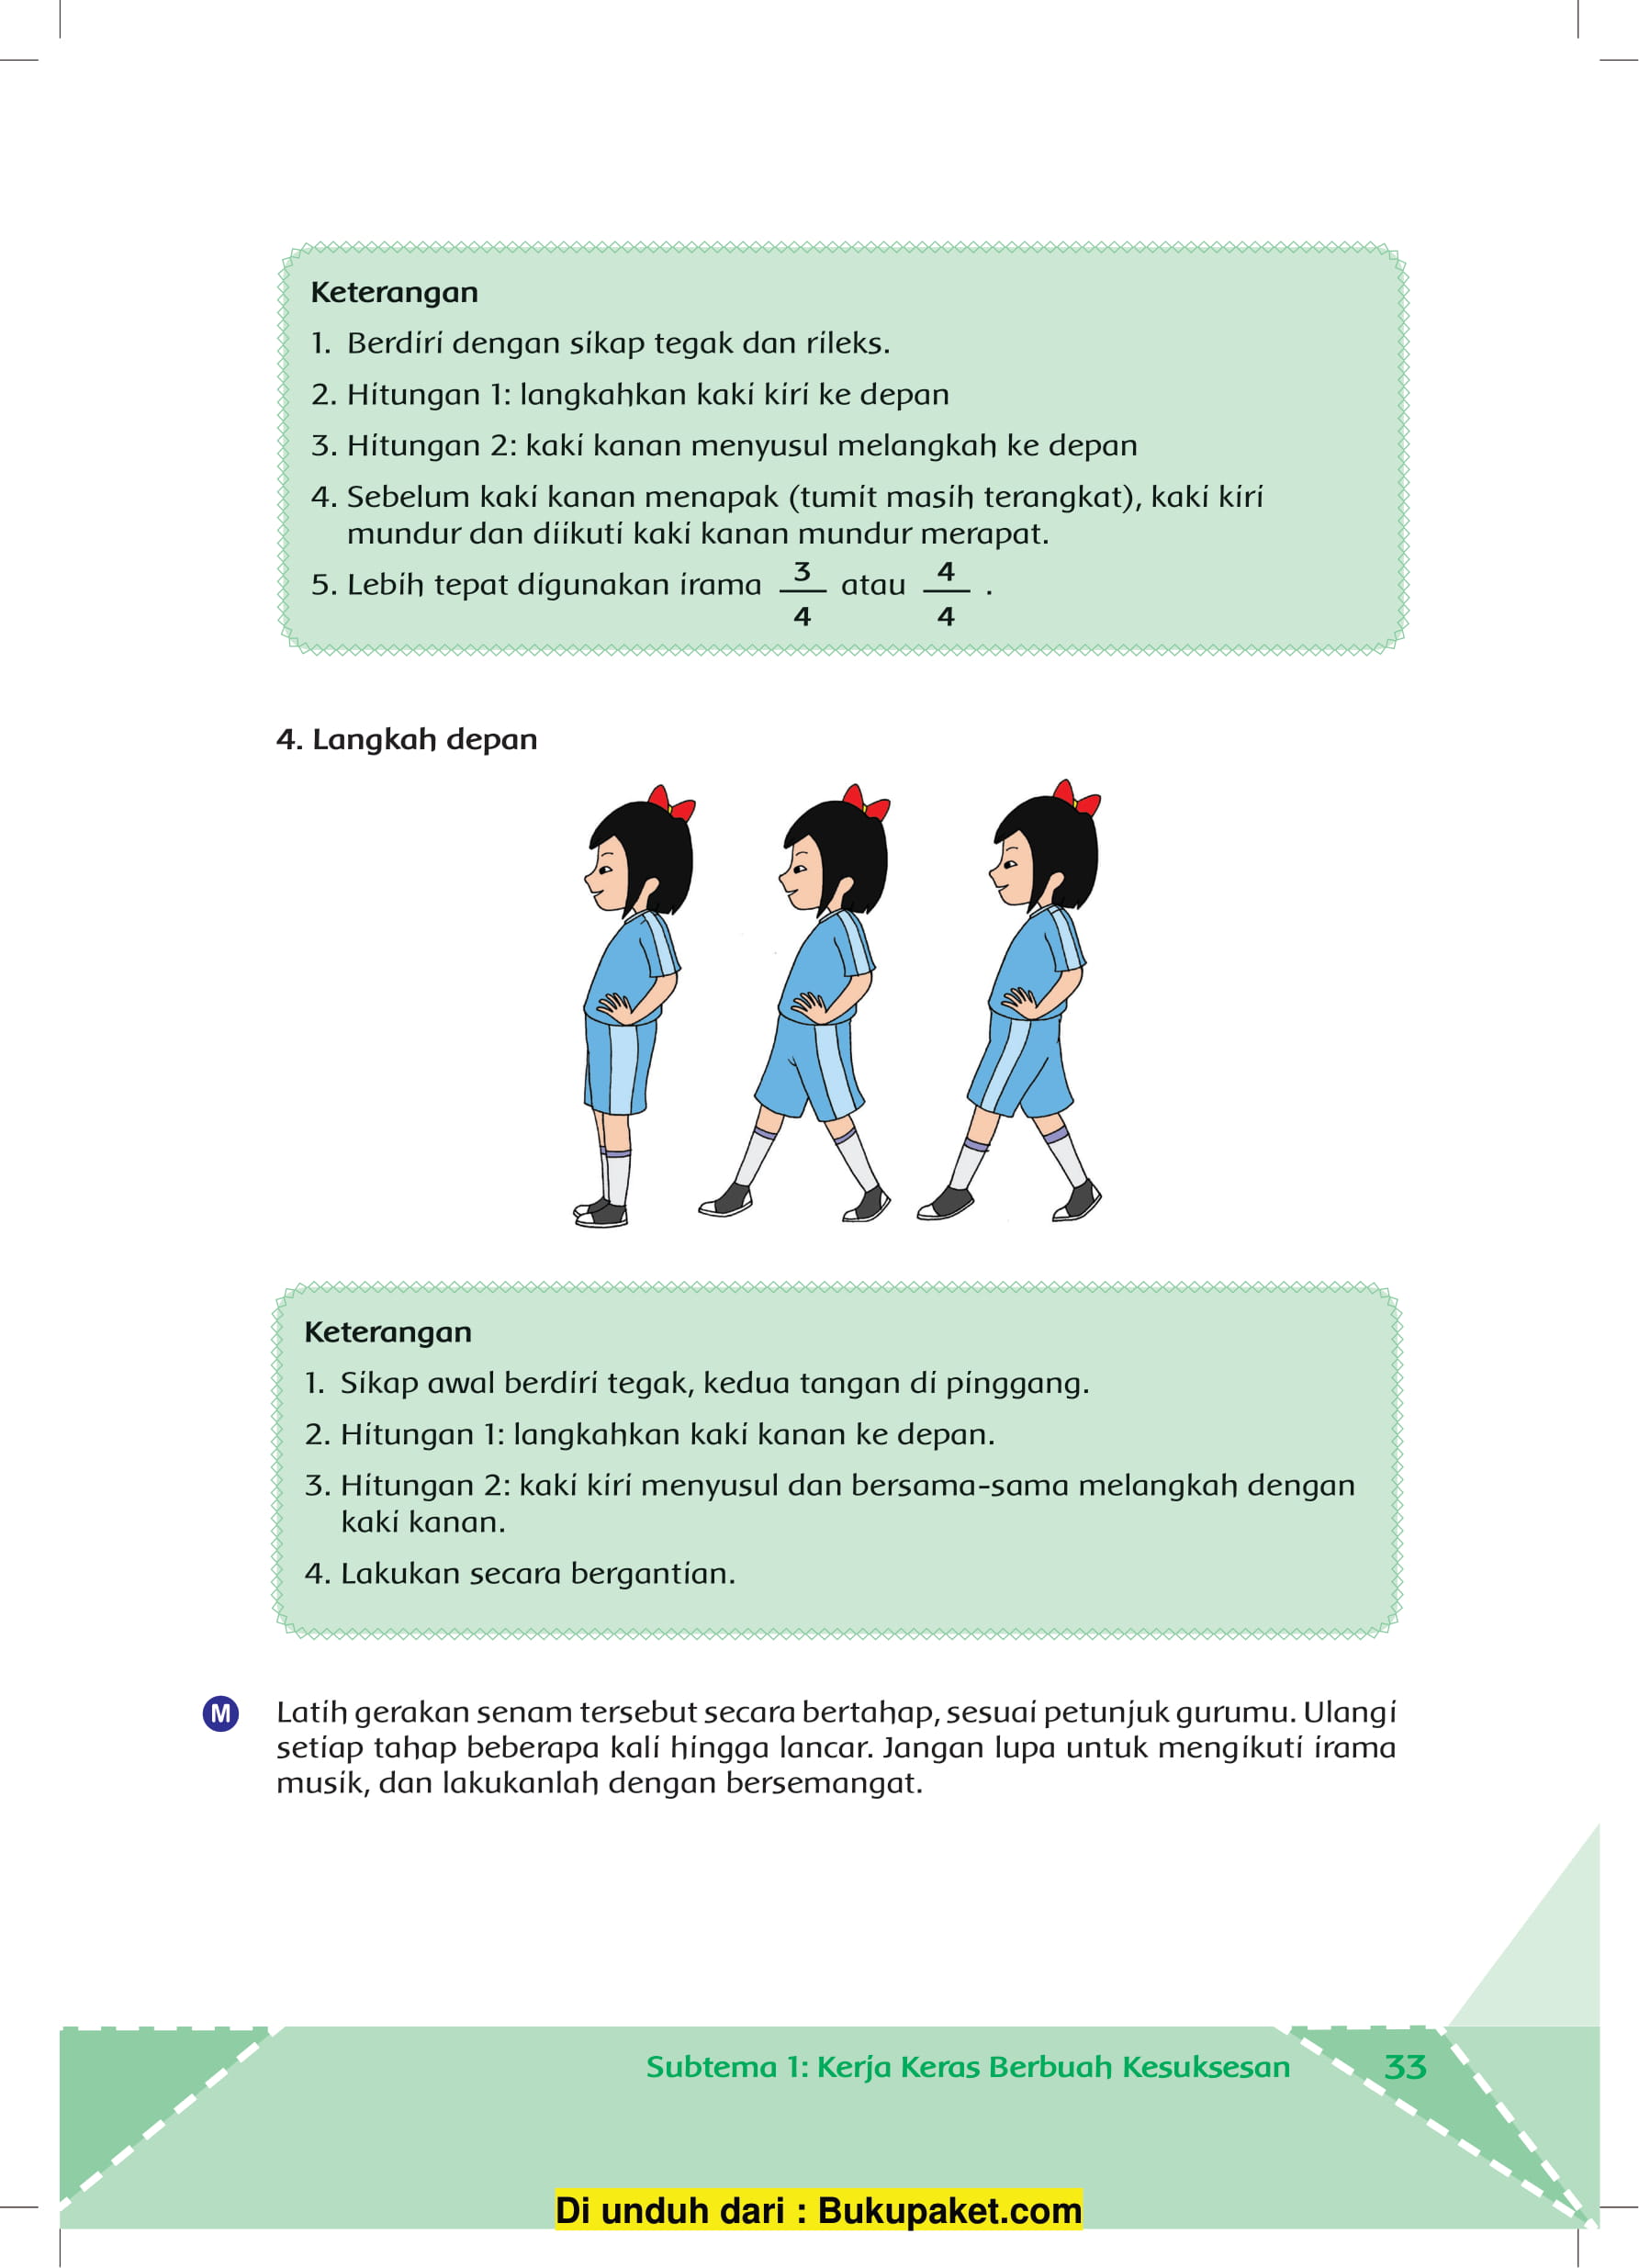 Keterangan
1. Berdiri dengan sikap tegak dan rileks.
2. Hitungan 1: langkahkan kaki kiri ke depan
3. Hitungan 2: kaki kanan menyusul melangkah ke depan
4. Sebelum kaki kanan menapak (tumit masih terangkat), kaki kiri
mundur dan diikuti kaki kanan mundur merapat.
5. Lebih tepat digunakan irama 3/4 atau 4/4 .
4. Langkah depan
Keterangan
1. Sikap awal berdiri tegak, kedua tangan di pinggang.
2. Hitungan 1: langkahkan kaki kanan ke depan.
3. Hitungan 2: kaki kiri menyusul dan bersama-sama melangkah dengan
kaki kanan.
4. Lakukan secara bergantian.
M Latih gerakan senam tersebut secara bertahap, sesuai petunjuk gurumu. Ulangi
setiap tahap beberapa kali hingga lancar. Jangan lupa untuk mengikuti irama
musik, dan lakukanlah dengan bersemangat.
Subtema 1: Kerja Keras Berbuah Kesuksesan 33
Di unduh dari : Bukupaket.com